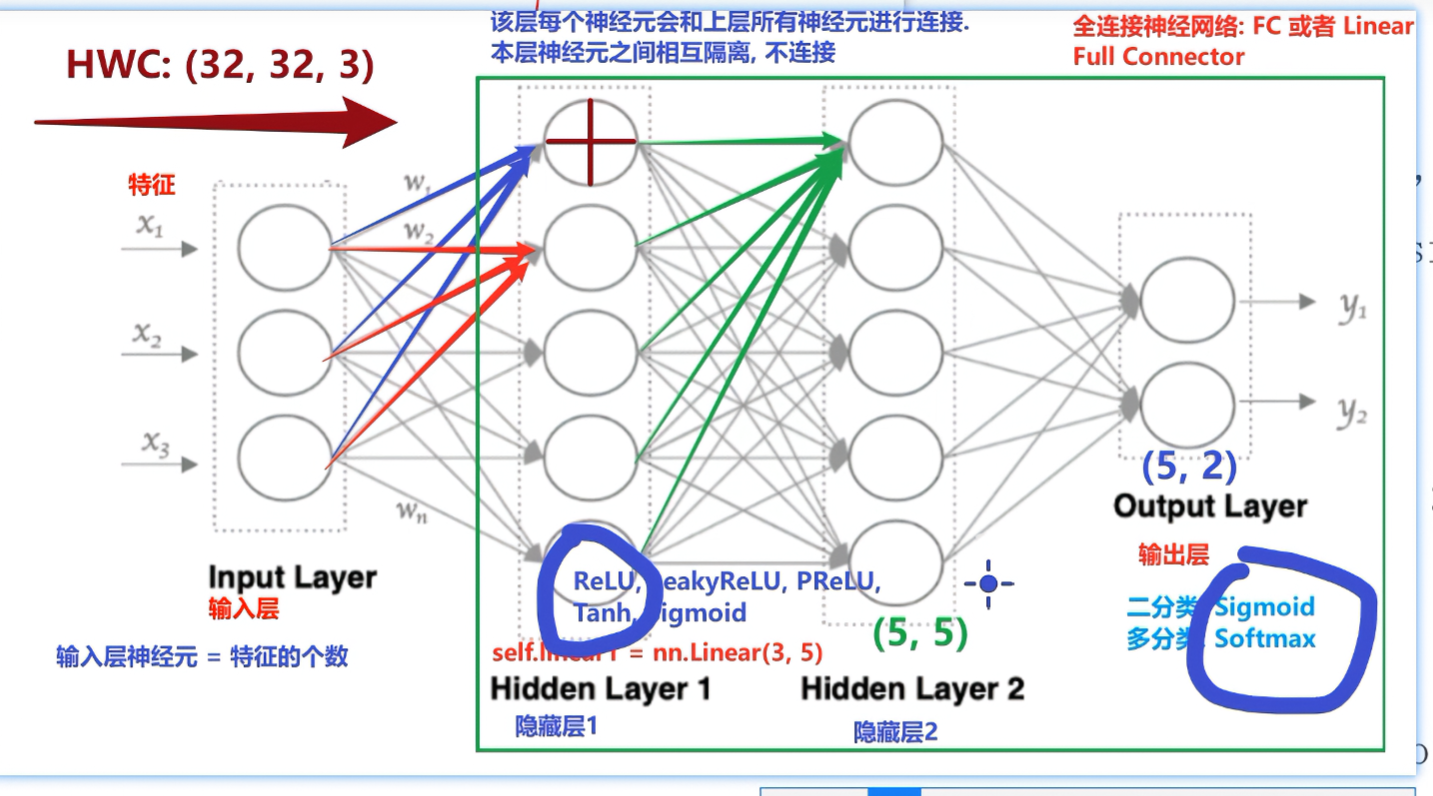 该层每个神经元会和上层所有神经元进行连接.
本层神经元之间相互隔离, 不连接
全连接神经网络: FC 或者 Linear
Full Connector
HWC: (32, 32, 3)
特征
x₁
x₂
x₃
w₁
w₂
wₙ
y₁
y₂
Input Layer
输入层
输入层神经元 = 特征的个数
ReLU, eakyReLU, PReLU,
Tanh, igmoid
= nn.Linear(3, 5)
Hidden Layer 1
隐藏层1
(5, 5)
Hidden Layer 2
隐藏层2
(5, 2)
Output Layer
输出层
二分类 Sigmoid
多分类 Softmax